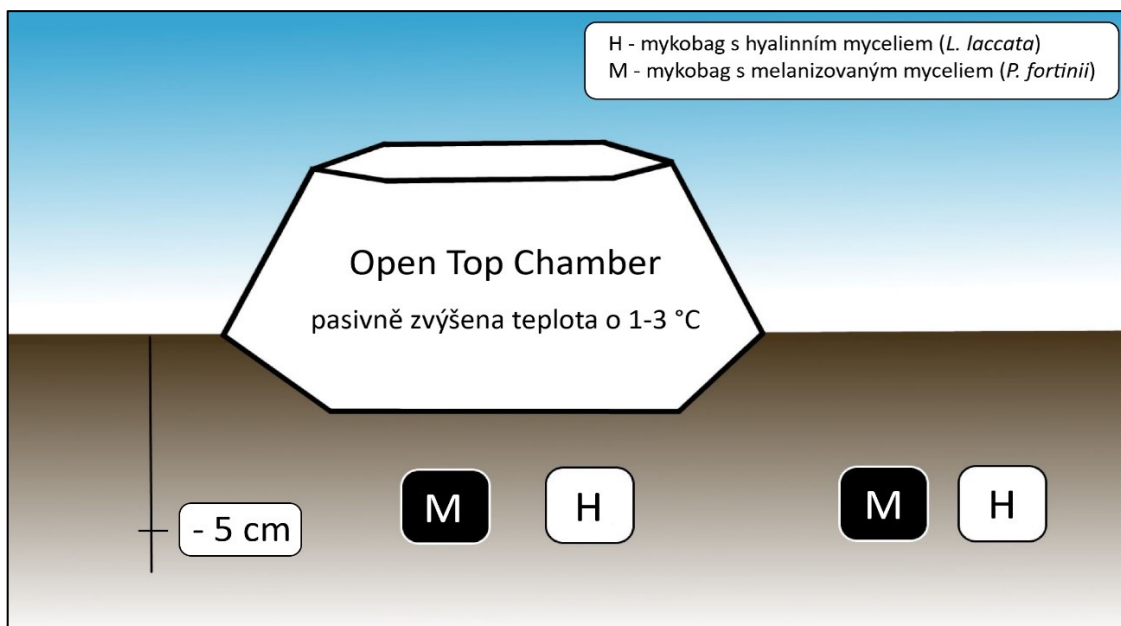 H - mykobag s hyalinním myceliem (L. laccata)
M - mykobag s melanizovaným myceliem (P. fortinii)
Open Top Chamber
pasivně zvýšena teplota o 1-3 °C
- 5 cm
M
H
M
H